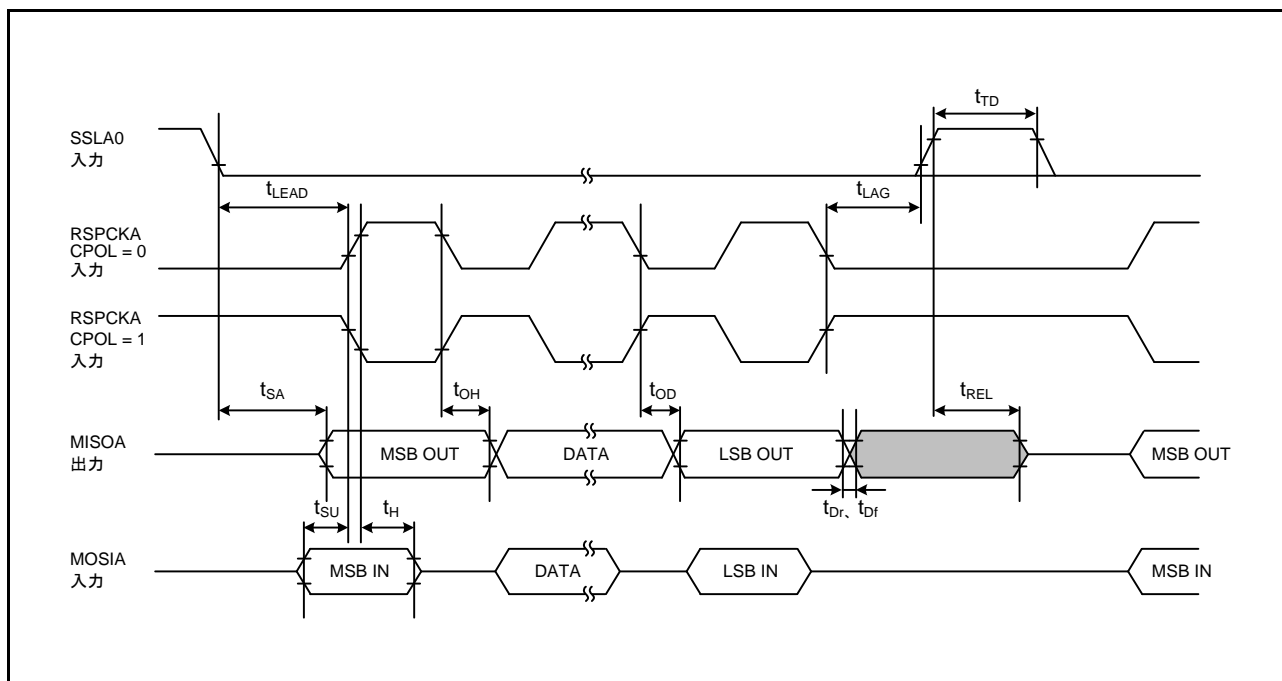 SSLA0
入力
tTD
tLEAD
tLAG
RSPCKA
CPOL = 0
入力
RSPCKA
CPOL = 1
入力
tSA
tOH
tOD
tREL
MISOA
出力
MSB OUT
DATA
LSB OUT
MSB OUT
tDr、tDf
tSU
tH
MOSIA
入力
MSB IN
DATA
LSB IN
MSB IN